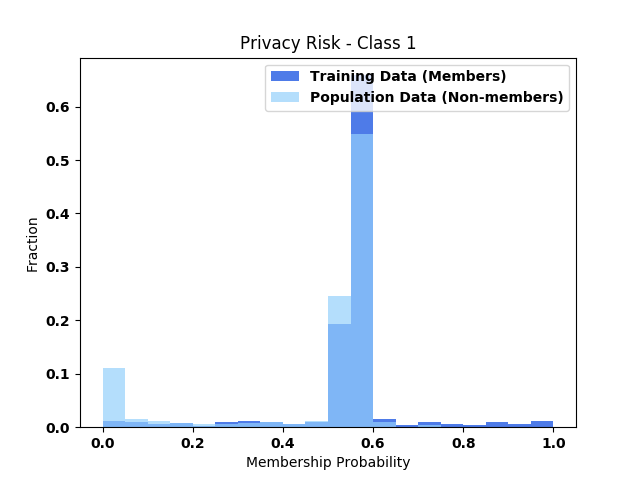 Privacy Risk - Class 1
Training Data (Members)
Population Data (Non-members)
Fraction
0.6
0.5
0.4
0.3
0.2
0.1
0.0
0.0 0.2 0.4 0.6 0.8 1.0
Membership Probability